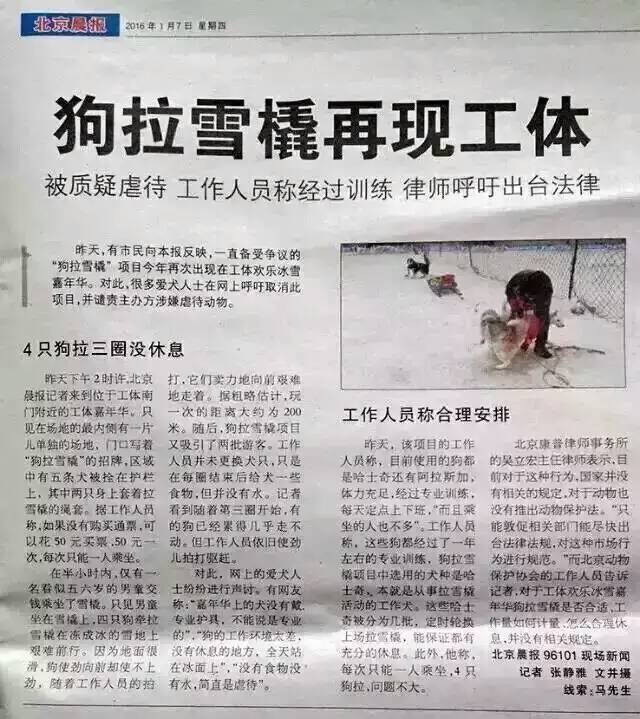 北京晨报
2016年1月7日 星期四
狗拉雪橇再现工体
被质疑虐待 工作人员称经过训练 律师呼吁出台法律
昨天,有市民向本报反映,一直备受争议的
“狗拉雪橇”项目今年再次出现在工体欢乐冰雪
嘉年华。对此,很多爱犬人士在网上呼吁取消此
项目,并谴责主办方涉嫌虐待动物。
4只狗拉三圈没休息
昨天下午2时许,北京
晨报记者来到位于工体南
门附近的工体嘉年华。只
见在场地的最内侧有一片
儿单独的场地,门口写着
“狗拉雪橇”的招牌,区域
中有五条犬被拴在护栏
上,其中两只身上套着拉
雪橇的绳套。据工作人员
称,如果没有购买通票,可
以花50元买票,50元一
次,每次只能一人乘坐。
在半小时内,仅有一
名看似五六岁的男童交
钱乘坐了雪橇。只见男童
坐在雪橇上,四只狗牵拉
雪橇在冻成冰的雪地上
艰难前行。因为地面很
滑,狗使劲向前却使不上
劲,随着工作人员的拍
打,它们卖力地向前艰难
地走着。据粗略估计,玩
一次的距离大约为200
米。随后,狗拉雪橇项目
又吸引了两批游客。工作
人员并未更换犬只,只是
在每圈结束后给犬一些
食物,但并没有水。记者
看到随着第三圈开始,有
的狗已经累得几乎走不
动。但工作人员依旧使劲
儿拍打驱赶。
对此,网上的爱犬人
士纷纷进行声讨。有网友
称:“嘉年华上的犬没有戴
专业护具,不能说是专业
的”,“狗的工作环境太差,
没有休息的地方,全天站
在冰面上”,“没有食物没
有水,简直是虐待”。
工作人员称合理安排
昨天,该项目的工作
人员称,目前使用的狗都
是哈士奇还有阿拉斯加,
体力充足,经过专业训练,
每天定点上下班,“而且乘
坐的人也不多”。工作人员
称,这些狗都经过了一年
左右的专业训练,狗拉雪
橇项目中选用的犬种是哈
士奇,本就是从事拉雪橇
活动的工作犬。这些哈士
奇被分为几批,定时轮换
上场拉雪橇,能保证都有
充分的休息。此外,他称,
每次只能一人乘坐,4只
狗拉,问题不大。
北京康普律师事务所
的吴立宏主任律师表示,目
前对于这种行为,国家并没
有相关的规定,对于动物也
没有推出动物保护法。“只
能敦促相关部门能尽快出
台法律法规,对这种市场行
为进行规范。”而北京动物
保护协会的工作人员告诉
记者,对于工体欢乐冰雪嘉
年华狗拉雪橇是否合适,工
作量如何计量,怎么合理休
息,并没有相关规定。
北京晨报96101现场新闻
记者 张静雅 文并摄
线索:马先生